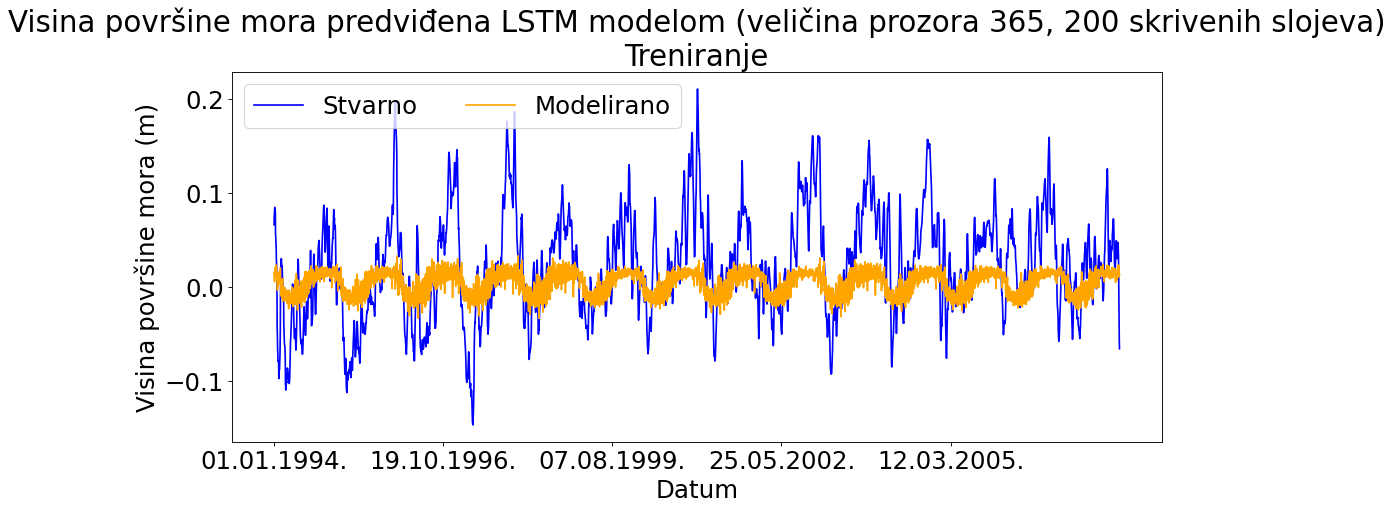 Visina površine mora predviđena LSTM modelom (veličina prozora 365, 200 skrivenih slojeva)
Treniranje
Stvarno Modelirano
Visina površine mora (m)
0.2
0.1
0.0
−0.1
01.01.1994. 19.10.1996. 07.08.1999. 25.05.2002. 12.03.2005.
Datum